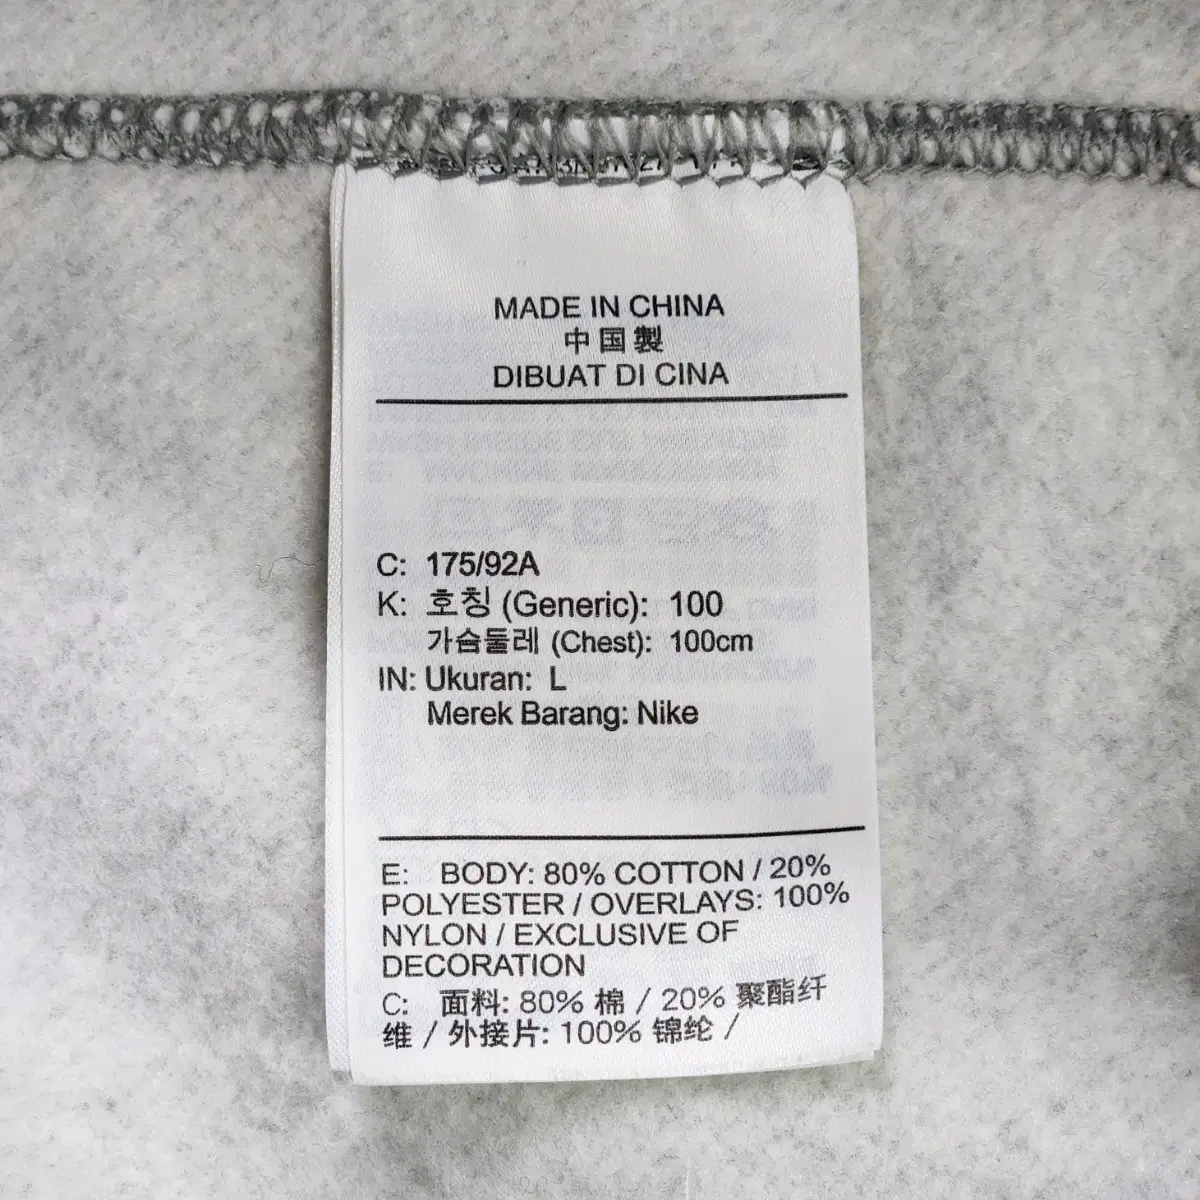 MADE IN CHINA
中国製
DIBUAT DI CINA
C: 175/92A
K: 호칭 (Generic): 100
가슴둘레 (Chest): 100cm
IN: Ukuran: L
Merek Barang: Nike
E: BODY: 80% COTTON / 20%
POLYESTER / OVERLAYS: 100%
NYLON / EXCLUSIVE OF
DECORATION
C: 面料: 80% 棉 / 20% 聚酯纤
维 / 外接片: 100% 锦纶 /